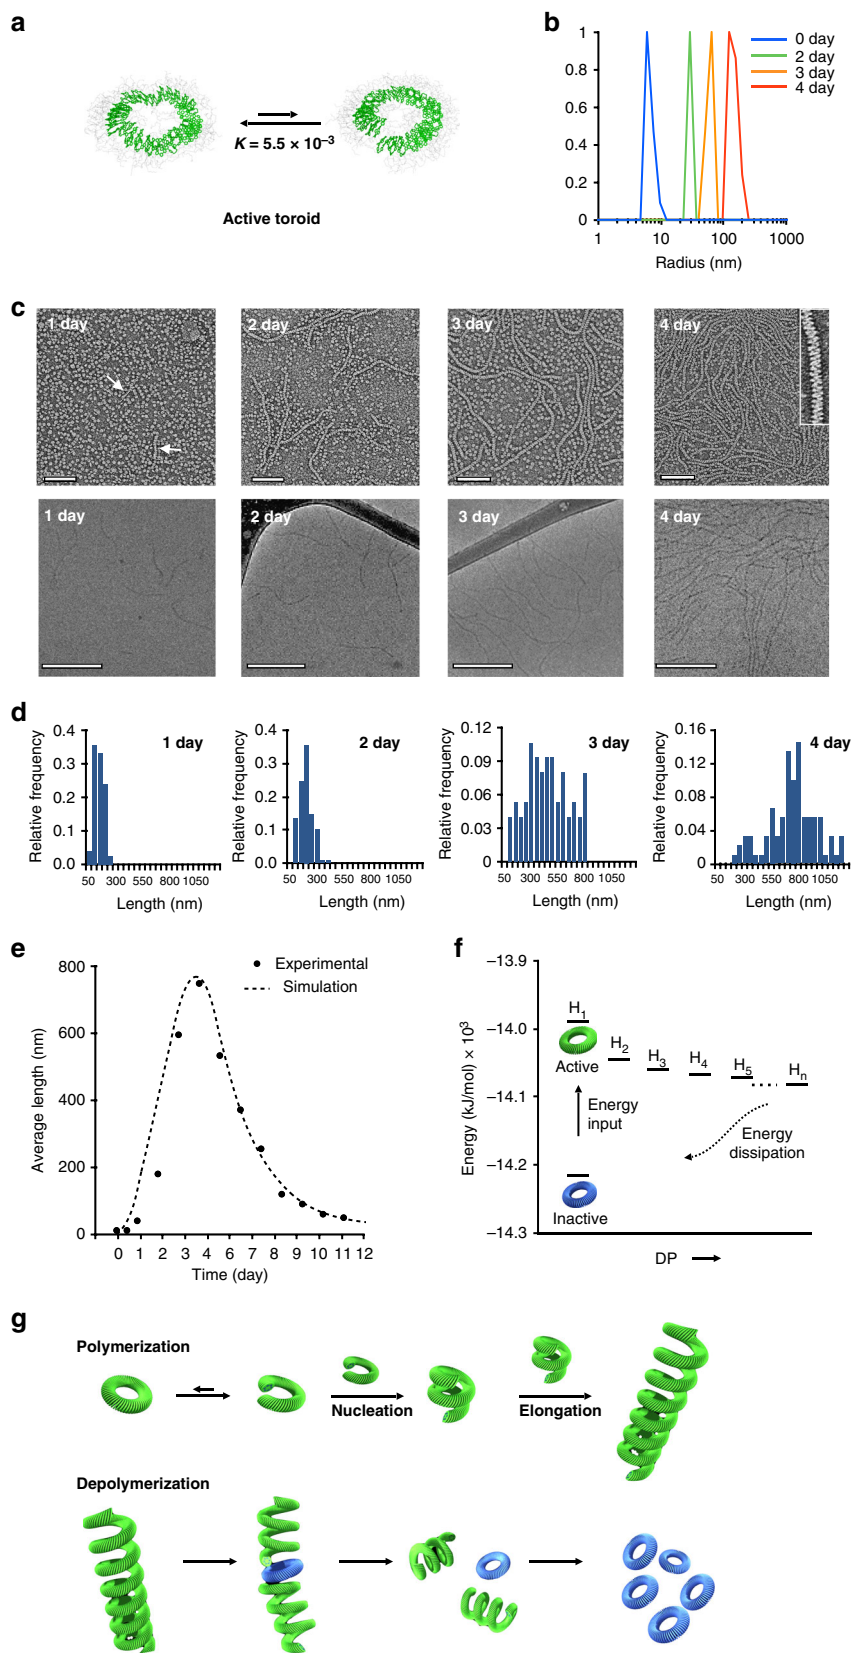 a
K = 5.5 × 10⁻³
Active toroid
b
1
0.8
0.6
0.4
0.2
0
1
10
100
1000
Radius (nm)
0 day
2 day
3 day
4 day
c
1 day
2 day
3 day
4 day
1 day
2 day
3 day
4 day
d
Relative frequency
0.4
0.3
0.2
0.1
0.0
1 day
50 300 550 800 1050
Length (nm)
Relative frequency
0.4
0.3
0.2
0.1
0.0
2 day
50 300 550 800 1050
Length (nm)
Relative frequency
0.12
0.09
0.06
0.03
0
3 day
50 300 550 800 1050
Length (nm)
Relative frequency
0.16
0.12
0.08
0.04
0
4 day
50 300 550 800 1050
Length (nm)
e
Average length (nm)
800
600
400
200
0
Experimental
Simulation
0 1 2 3 4 5 6 7 8 9 10 11 12
Time (day)
f
Energy (kJ/mol) × 10³
–13.9
–14.0
–14.1
–14.2
–14.3
H₁
Active
H₂
H₃
H₄
H₅
Hₙ
Energy
input
Energy
dissipation
Inactive
DP
g
Polymerization
Nucleation
Elongation
Depolymerization